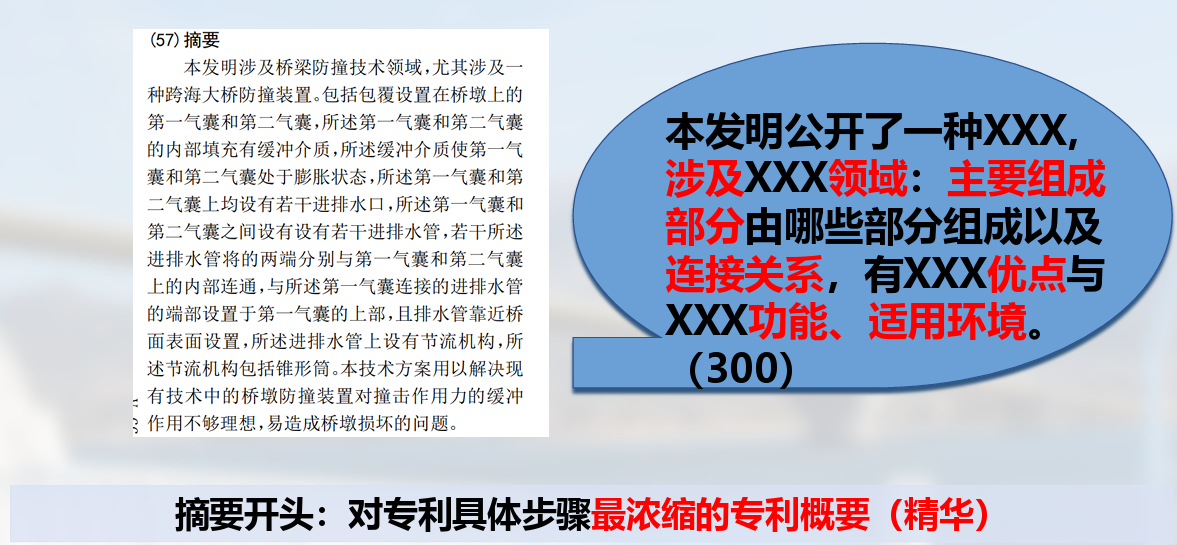 (57)摘要
本发明涉及桥梁防撞技术领域,尤其涉及一
种跨海大桥防撞装置。包括包覆设置在桥墩上的
第一气囊和第二气囊,所述第一气囊和第二气囊
的内部填充有缓冲介质,所述缓冲介质使第一气
囊和第二气囊处于膨胀状态,所述第一气囊和第
二气囊上均设有若干进排水口,所述第一气囊和
第二气囊之间设有设有若干进排水管,若干所述
进排水管将的两端分别与第一气囊和第二气囊
上的内部连通,与所述第一气囊连接的进排水管
的端部设置于第一气囊的上部,且排水管靠近桥
面表面设置,所述进排水管上设有节流机构,所
述节流机构包括锥形筒。本技术方案用以解决现
有技术中的桥墩防撞装置对撞击作用力的缓冲
作用不够理想,易造成桥墩损坏的问题。
本发明公开了一种XXX,
涉及XXX领域：主要组成
部分由哪些部分组成以及
连接关系，有XXX优点与
XXX功能、适用环境。
（300）
摘要开头：对专利具体步骤最浓缩的专利概要（精华）